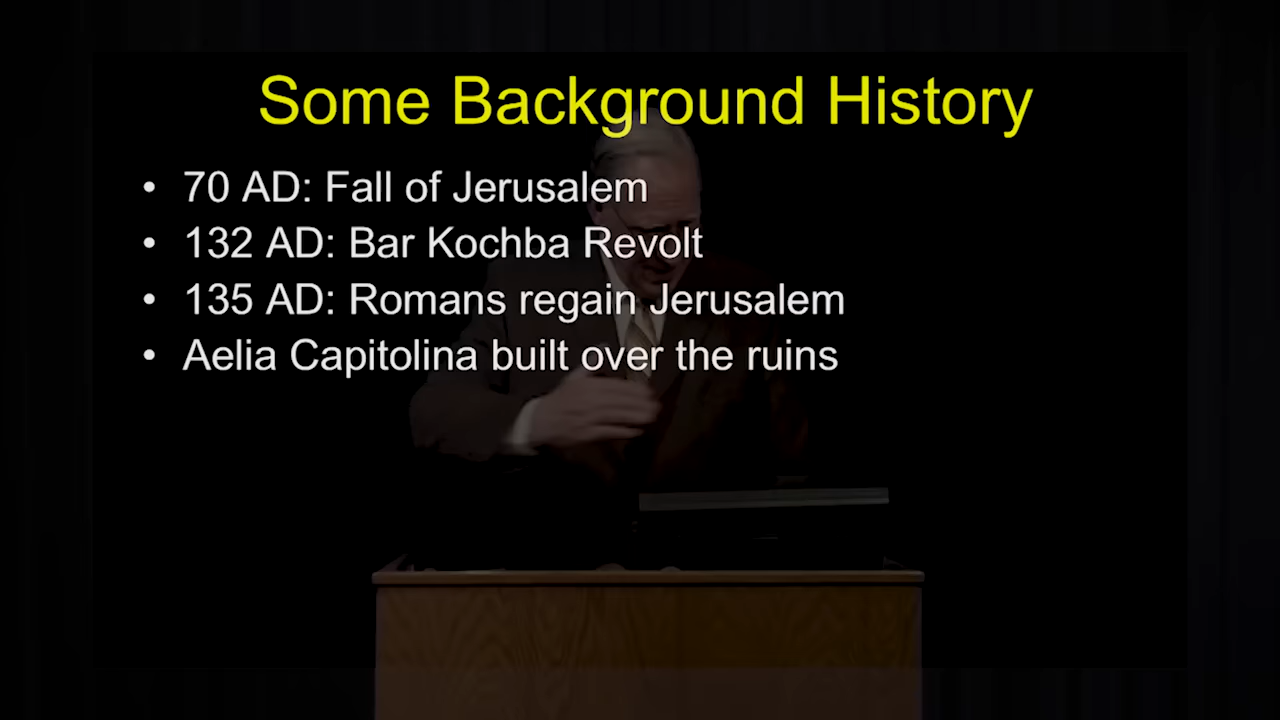 Some Background History
• 70 AD: Fall of Jerusalem
• 132 AD: Bar Kochba Revolt
• 135 AD: Romans regain Jerusalem
• Aelia Capitolina built over the ruins